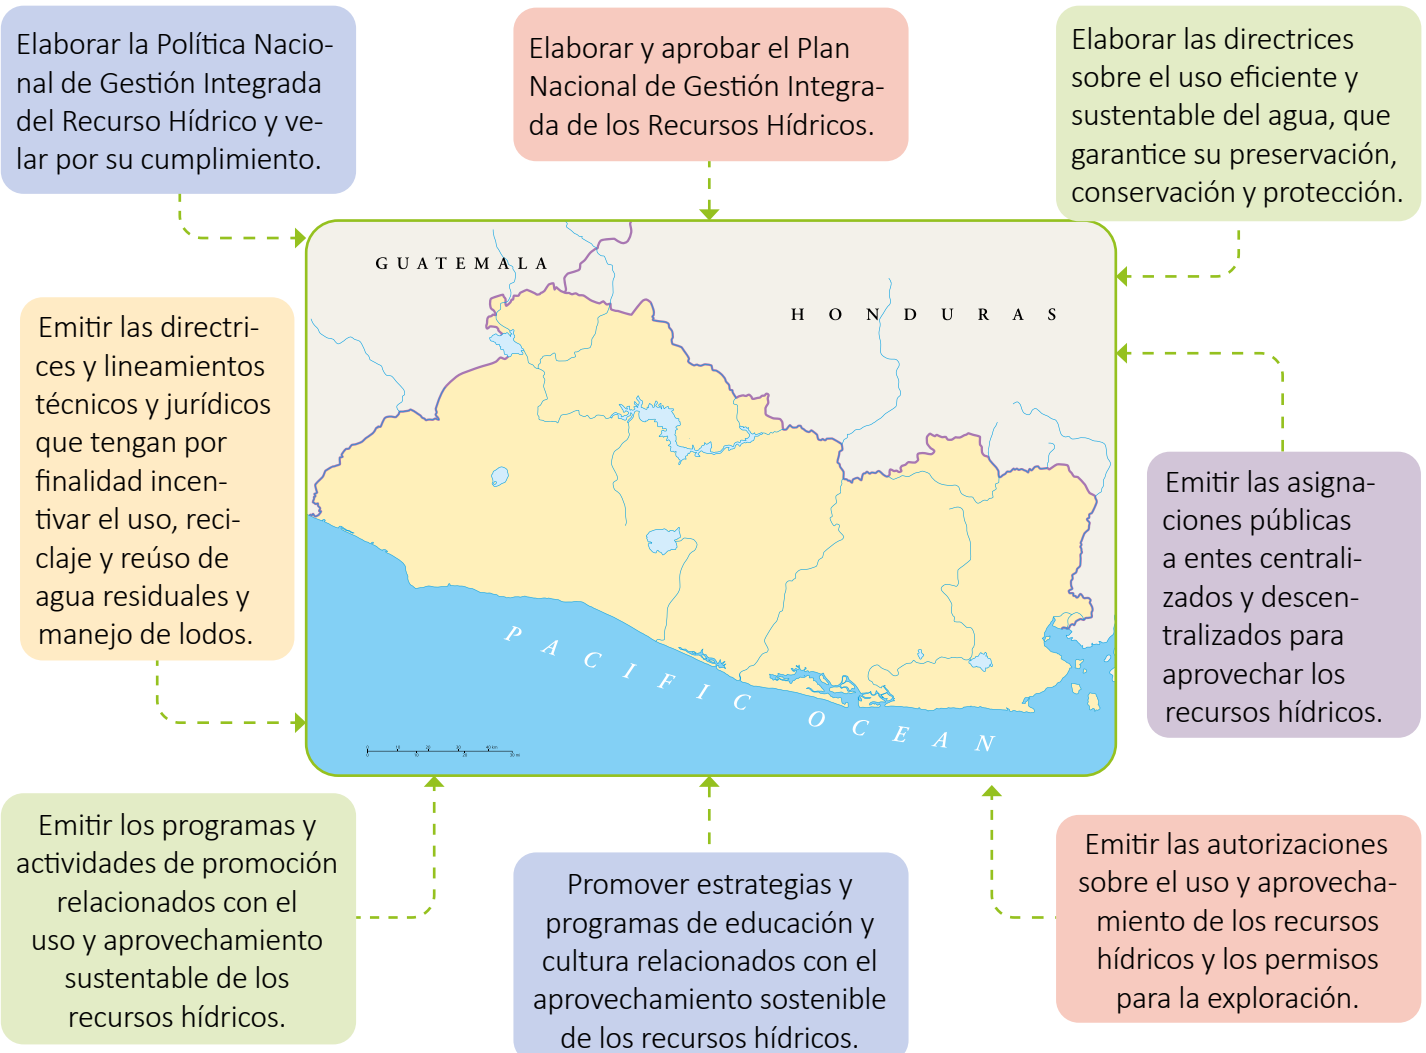 Elaborar la Política Nacio-
nal de Gestión Integrada
del Recurso Hídrico y ve-
lar por su cumplimiento.
Elaborar y aprobar el Plan
Nacional de Gestión Integra-
da de los Recursos Hídricos.
Elaborar las directrices
sobre el uso eficiente y
sustentable del agua, que
garantice su preservación,
conservación y protección.
GUATEMALA
HONDURAS
Emitir las directri-
ces y lineamientos
técnicos y jurídicos
que tengan por
finalidad incen-
tivar el uso, reci-
claje y reúso de
agua residuales y
manejo de lodos.
Emitir las asigna-
ciones públicas
a entes centrali-
zados y descen-
tralizados para
aprovechar los
recursos hídricos.
PACIFIC OCEAN
Emitir los programas y
actividades de promoción
relacionados con el
uso y aprovechamiento
sustentable de los
recursos hídricos.
Promover estrategias y
programas de educación y
cultura relacionados con el
aprovechamiento sostenible
de los recursos hídricos.
Emitir las autorizaciones
sobre el uso y aprovecha-
miento de los recursos
hídricos y los permisos
para la exploración.